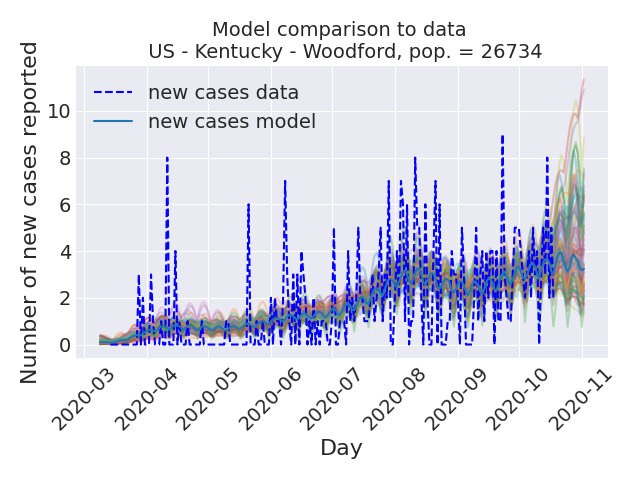 Model comparison to data
US - Kentucky - Woodford, pop. = 26734
Number of new cases reported
new cases data
new cases model
10
8
6
4
2
0
2020-03
2020-04
2020-05
2020-06
2020-07
2020-08
2020-09
2020-10
2020-11
Day